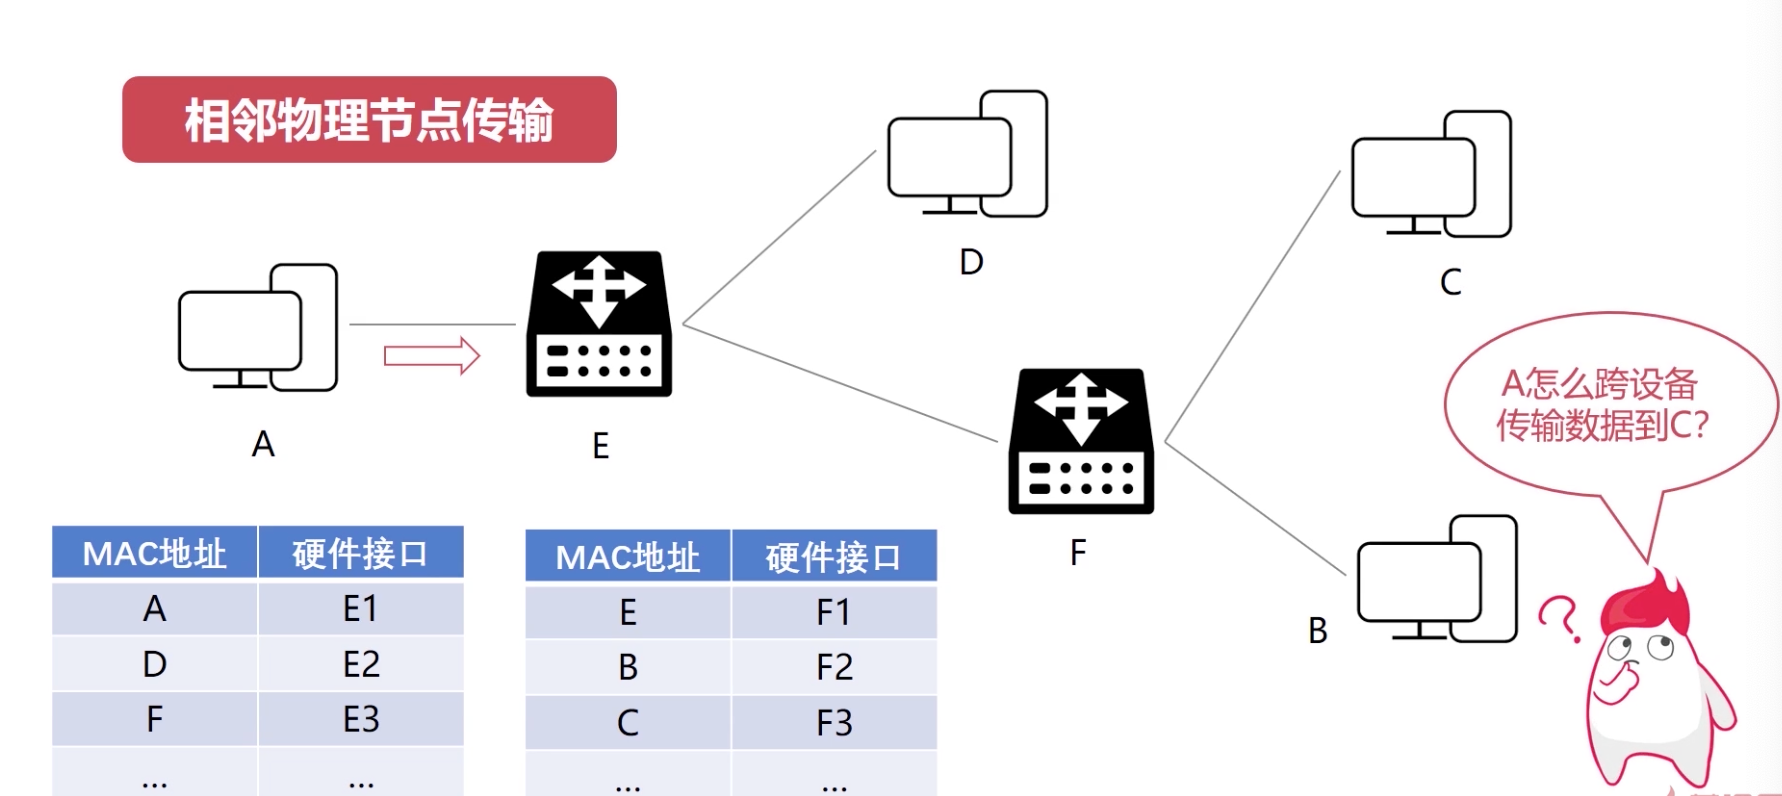 相邻物理节点传输
D
C
A
E
F
B
A怎么跨设备
传输数据到C?
?
MAC地址 硬件接口
A E1
D E2
F E3
... ...
MAC地址 硬件接口
E F1
B F2
C F3
... ...